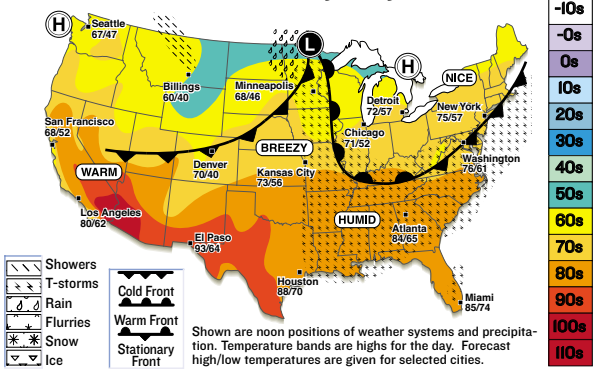 H
Seattle
67/47
Billings
60/40
Minneapolis
68/46
L
H
NICE
Detroit
72/57
New York
75/57
San Francisco
68/52
Chicago
71/52
BREEZY
Denver
70/40
Kansas City
73/56
Washington
76/61
WARM
Los Angeles
80/62
HUMID
Atlanta
84/65
El Paso
93/64
Houston
88/70
Miami
85/74
Showers
T-storms
Rain
Flurries
Snow
Ice
Cold Front
Warm Front
Stationary
Front
Shown are noon positions of weather systems and precipita-
tion. Temperature bands are highs for the day. Forecast
high/low temperatures are given for selected cities.
-10s
-0s
0s
10s
20s
30s
40s
50s
60s
70s
80s
90s
100s
110s